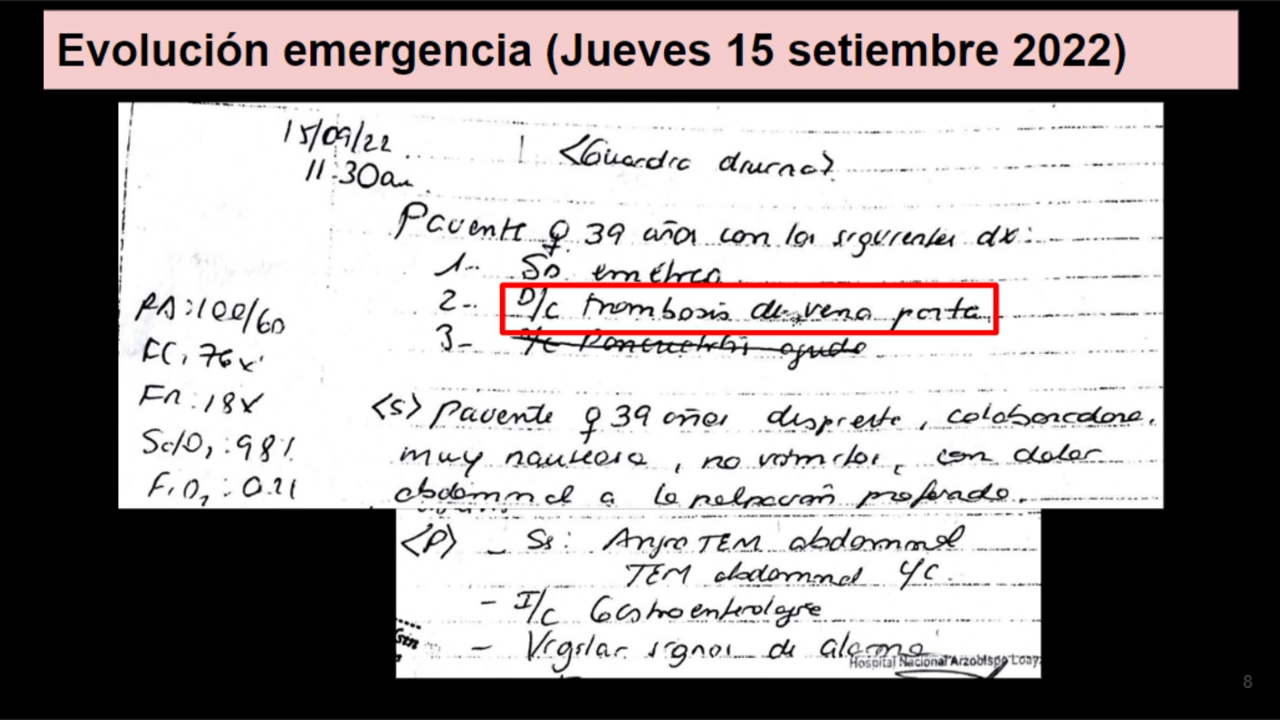 Evolución emergencia (Jueves 15 setiembre 2022)
15/09/22
11:30am
<Guardia diurna>
Paciente ♀ 39 años con los siguientes dx:
1.- Sd emético
2.- D/C trombosis de vena porta
3- D/C Pancreatitis aguda
PA: 100/60
FC: 76x'
FR: 18x
SatO2: 98%
FiO2: 0.21
<S> Paciente ♀ 39 años despierta, colaboradora,
muy nauseosa, no vómitos, con dolor
abdominal a la palpación profunda.
<P> - Ss: AngioTEM abdominal
TEM abdominal c/c.
- I/C Gastroenterología
- Vigilar signos de alarma
Hospital Nacional Arzobispo Loay
8